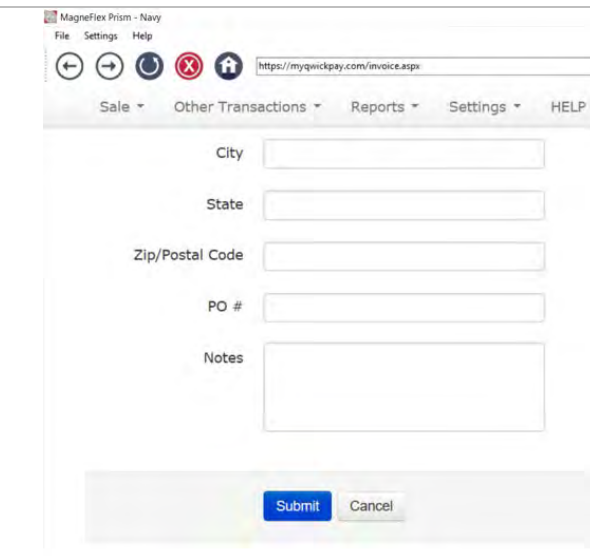 MagneFlex Prism - Navy
File Settings Help
https://myqwickpay.com/invoice.aspx
Sale Other Transactions Reports Settings HELP
City
State
Zip/Postal Code
PO #
Notes
Submit Cancel